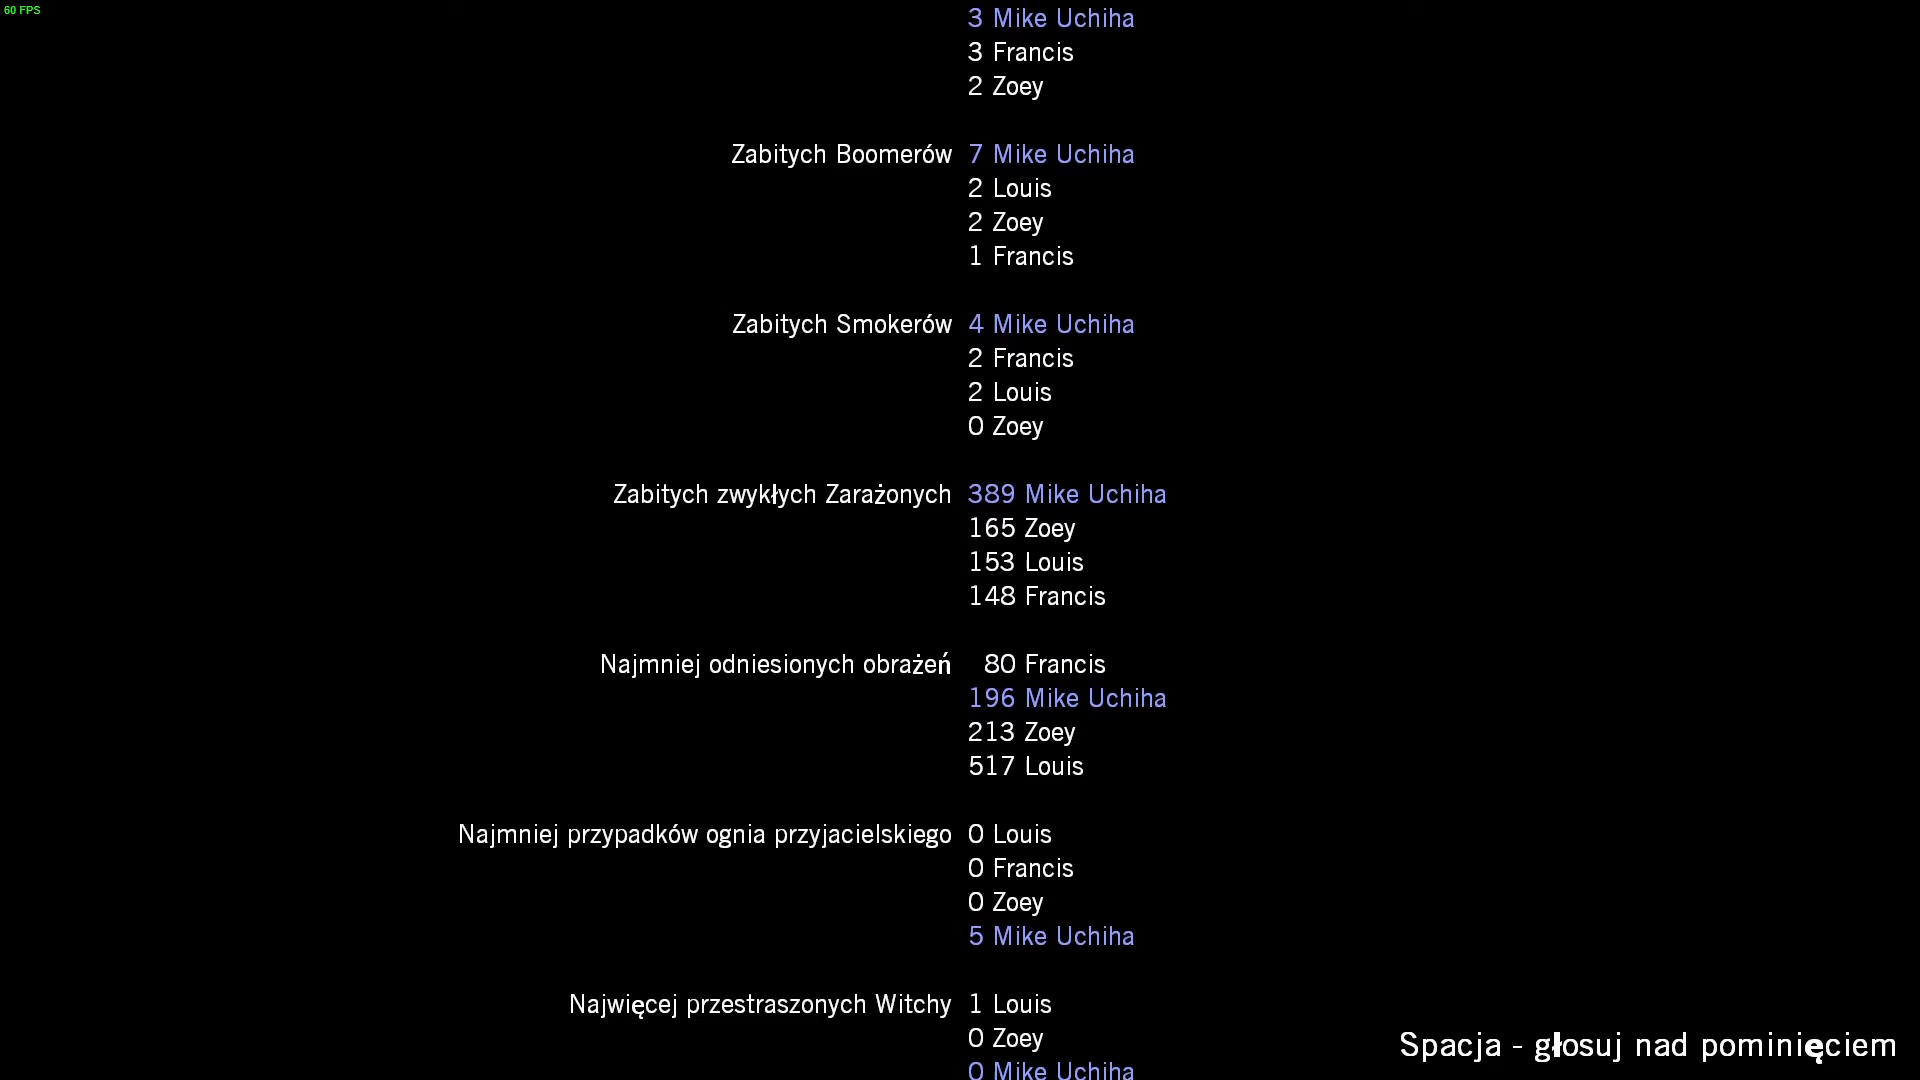 60 FPS
3 Mike Uchiha
3 Francis
2 Zoey
Zabitych Boomerów 7 Mike Uchiha
2 Louis
2 Zoey
1 Francis
Zabitych Smokerów 4 Mike Uchiha
2 Francis
2 Louis
0 Zoey
Zabitych zwykłych Zarażonych 389 Mike Uchiha
165 Zoey
153 Louis
148 Francis
Najmniej odniesionych obrażeń 80 Francis
196 Mike Uchiha
213 Zoey
517 Louis
Najmniej przypadków ognia przyjacielskiego 0 Louis
0 Francis
0 Zoey
5 Mike Uchiha
Najwięcej przestraszonych Witchy 1 Louis
0 Zoey
0 Mike Uchiha
Spacja - głosuj nad pominięciem